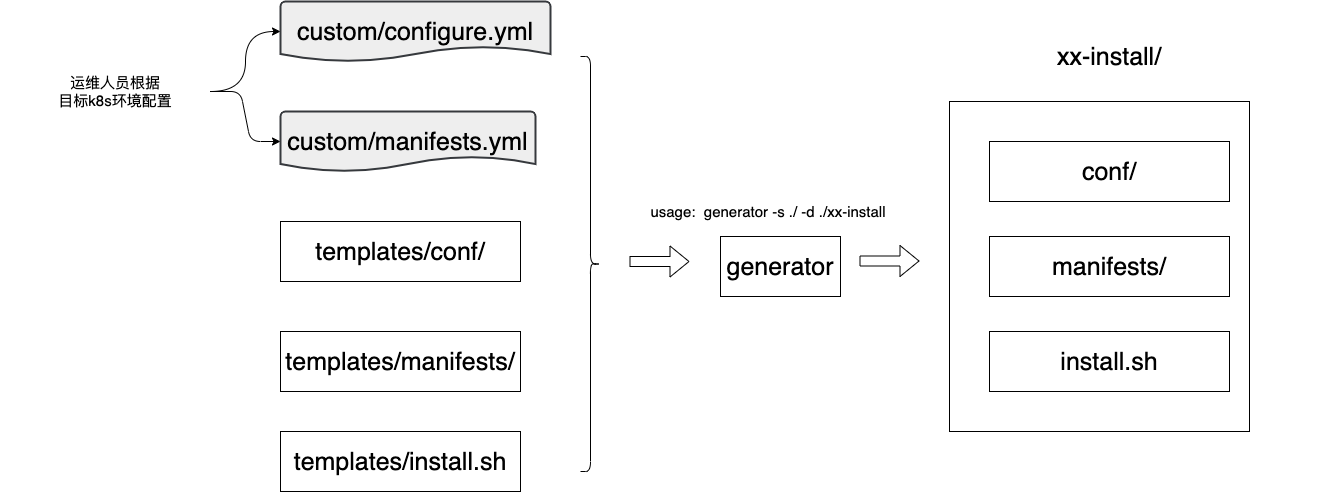 custom/configure.yml
运维人员根据
目标k8s环境配置
custom/manifests.yml
templates/conf/
templates/manifests/
templates/install.sh
usage: generator -s ./ -d ./xx-install
generator
xx-install/
conf/
manifests/
install.sh